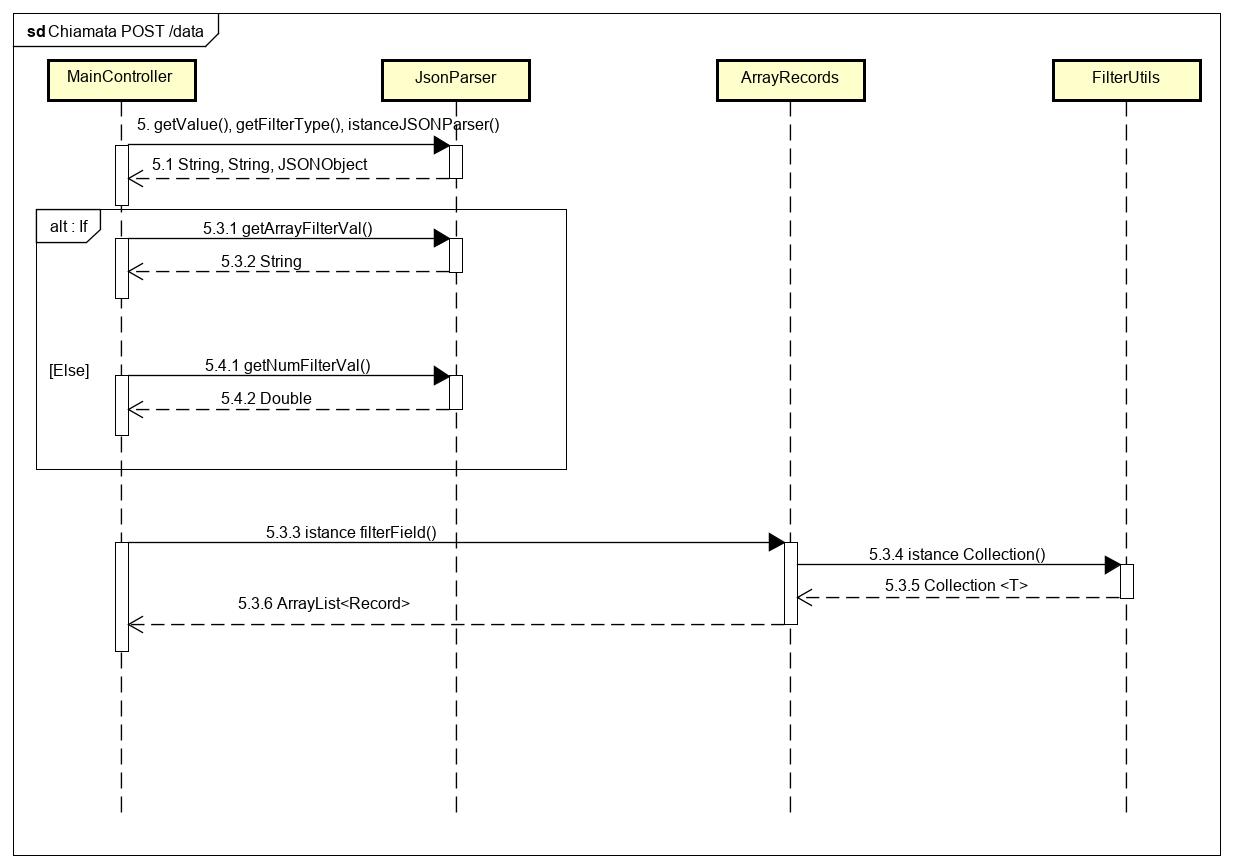 sd Chiamata POST /data
MainController
JsonParser
ArrayRecords
FilterUtils
5. getValue(), getFilterType(), istanceJSONParser()
5.1 String, String, JSONObject
alt : If
5.3.1 getArrayFilterVal()
5.3.2 String
[Else]
5.4.1 getNumFilterVal()
5.4.2 Double
5.3.3 istance filterField()
5.3.4 istance Collection()
5.3.5 Collection <T>
5.3.6 ArrayList<Record>